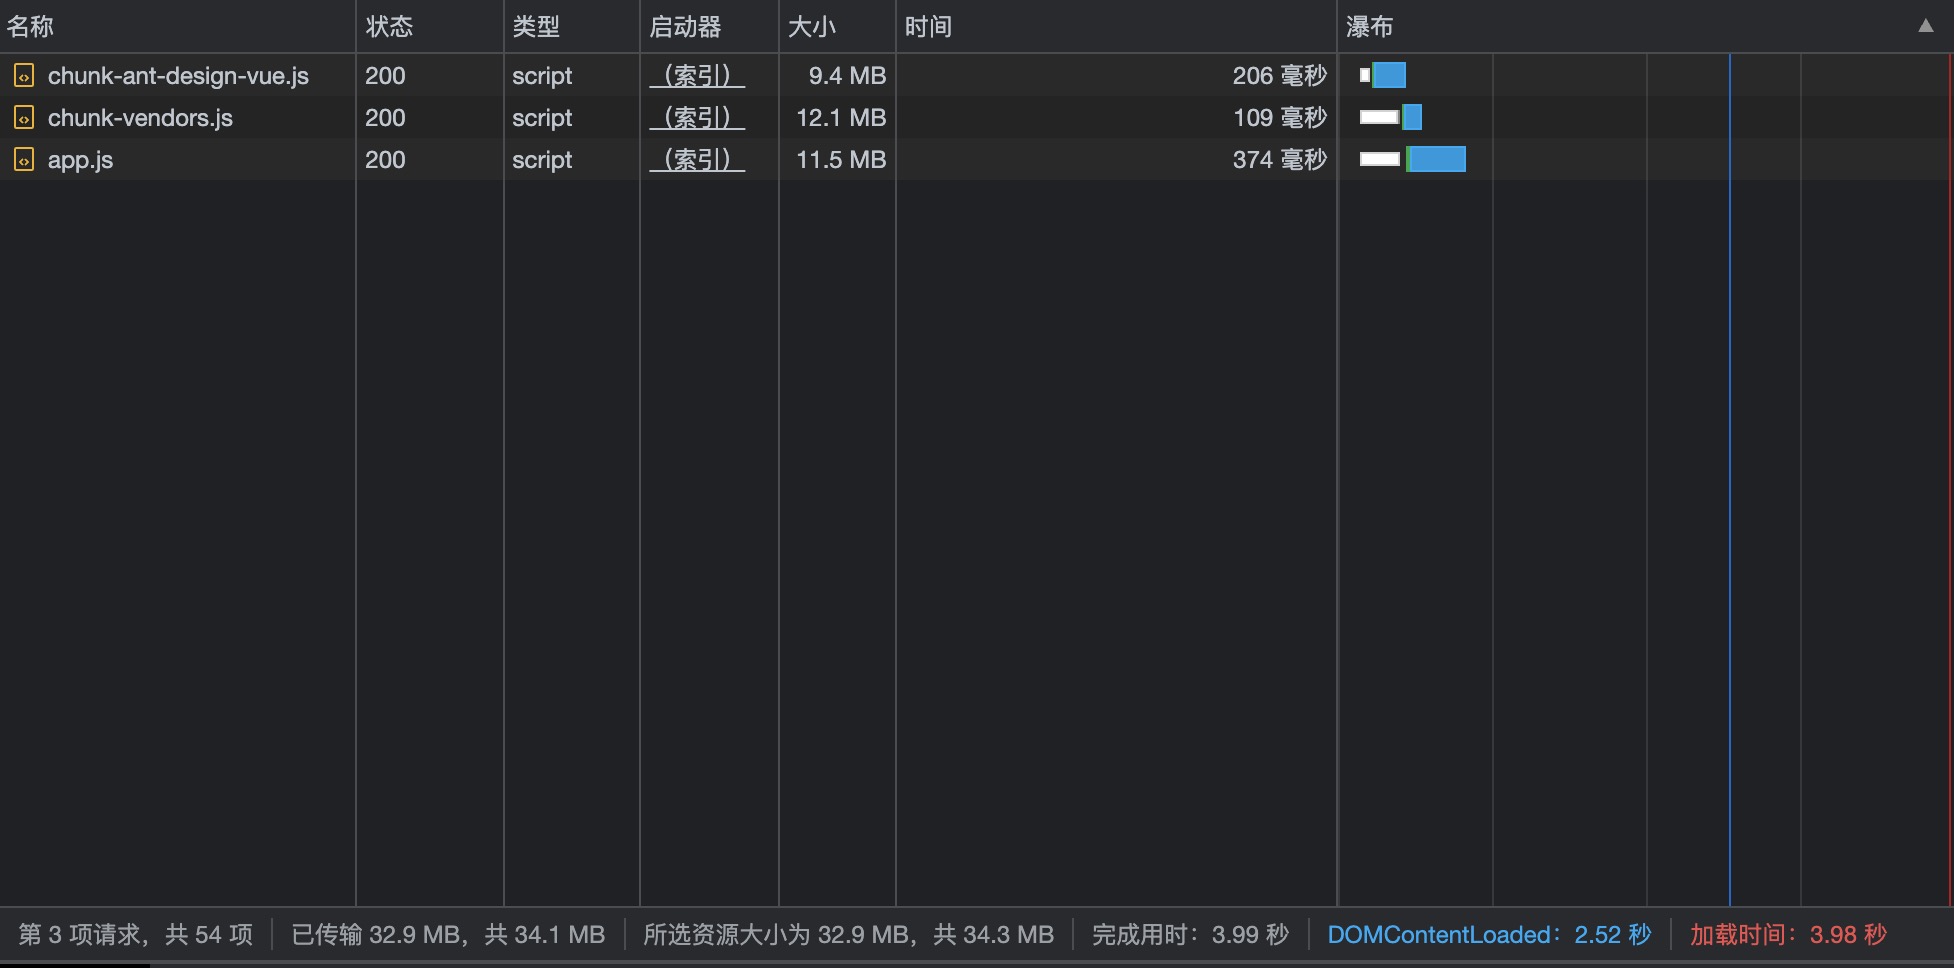 名称 状态 类型 启动器 大小 时间 瀑布
chunk-ant-design-vue.js 200 script （索引） 9.4 MB 206 毫秒
chunk-vendors.js 200 script （索引） 12.1 MB 109 毫秒
app.js 200 script （索引） 11.5 MB 374 毫秒
第 3 项请求，共 54 项 已传输 32.9 MB，共 34.1 MB 所选资源大小为 32.9 MB，共 34.3 MB 完成用时：3.99 秒 DOMContentLoaded：2.52 秒 加载时间：3.98 秒